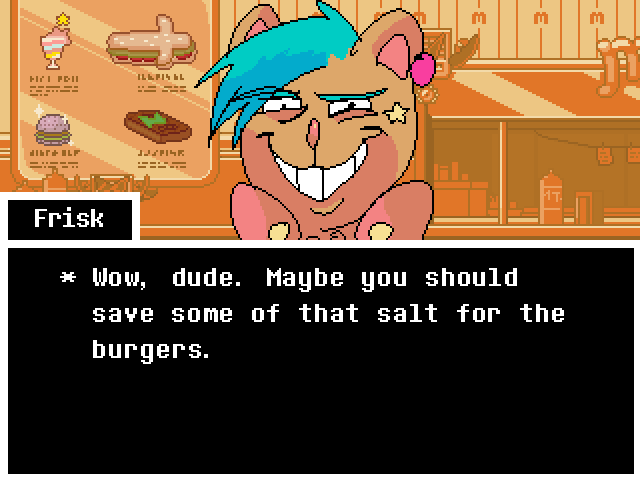 Frisk
* Wow, dude. Maybe you should
save some of that salt for the
burgers.